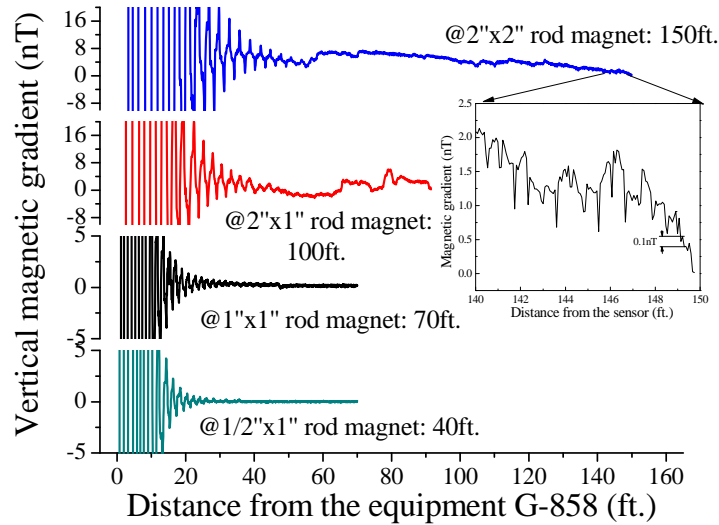 Vertical magnetic gradient (nT)
16
8
0
-8
@2"x2" rod magnet: 150ft.
16
8
0
-8
@2"x1" rod magnet:
100ft.
5
-5
@1"x1" rod magnet: 70ft.
5
-5
@1/2"x1" rod magnet: 40ft.
0 20 40 60 80 100 120 140 160
Distance from the equipment G-858 (ft.)
Magnetic gradient (nT)
2.5
2.0
1.5
1.0
0.5
0.0
0.1nT
140 142 144 146 148 150
Distance from the sensor (ft.)